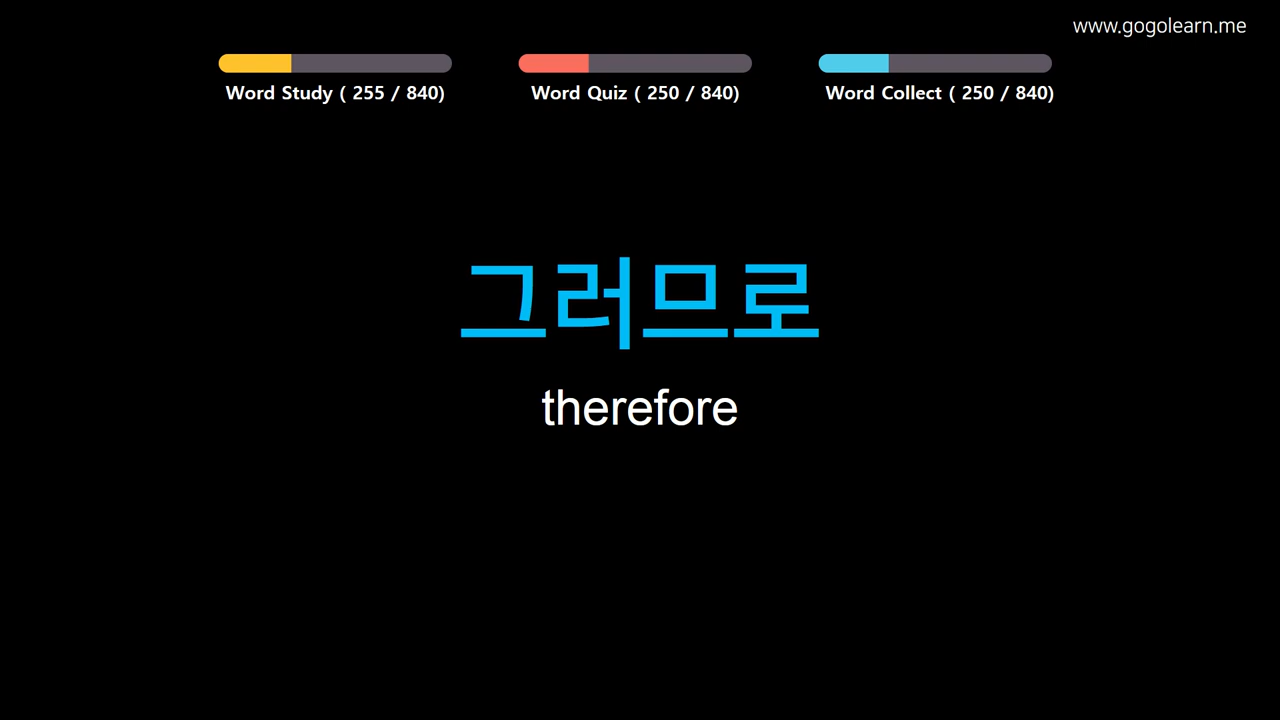 www.gogolearn.me
Word Study ( 255 / 840)
Word Quiz ( 250 / 840)
Word Collect ( 250 / 840)
그러므로
therefore